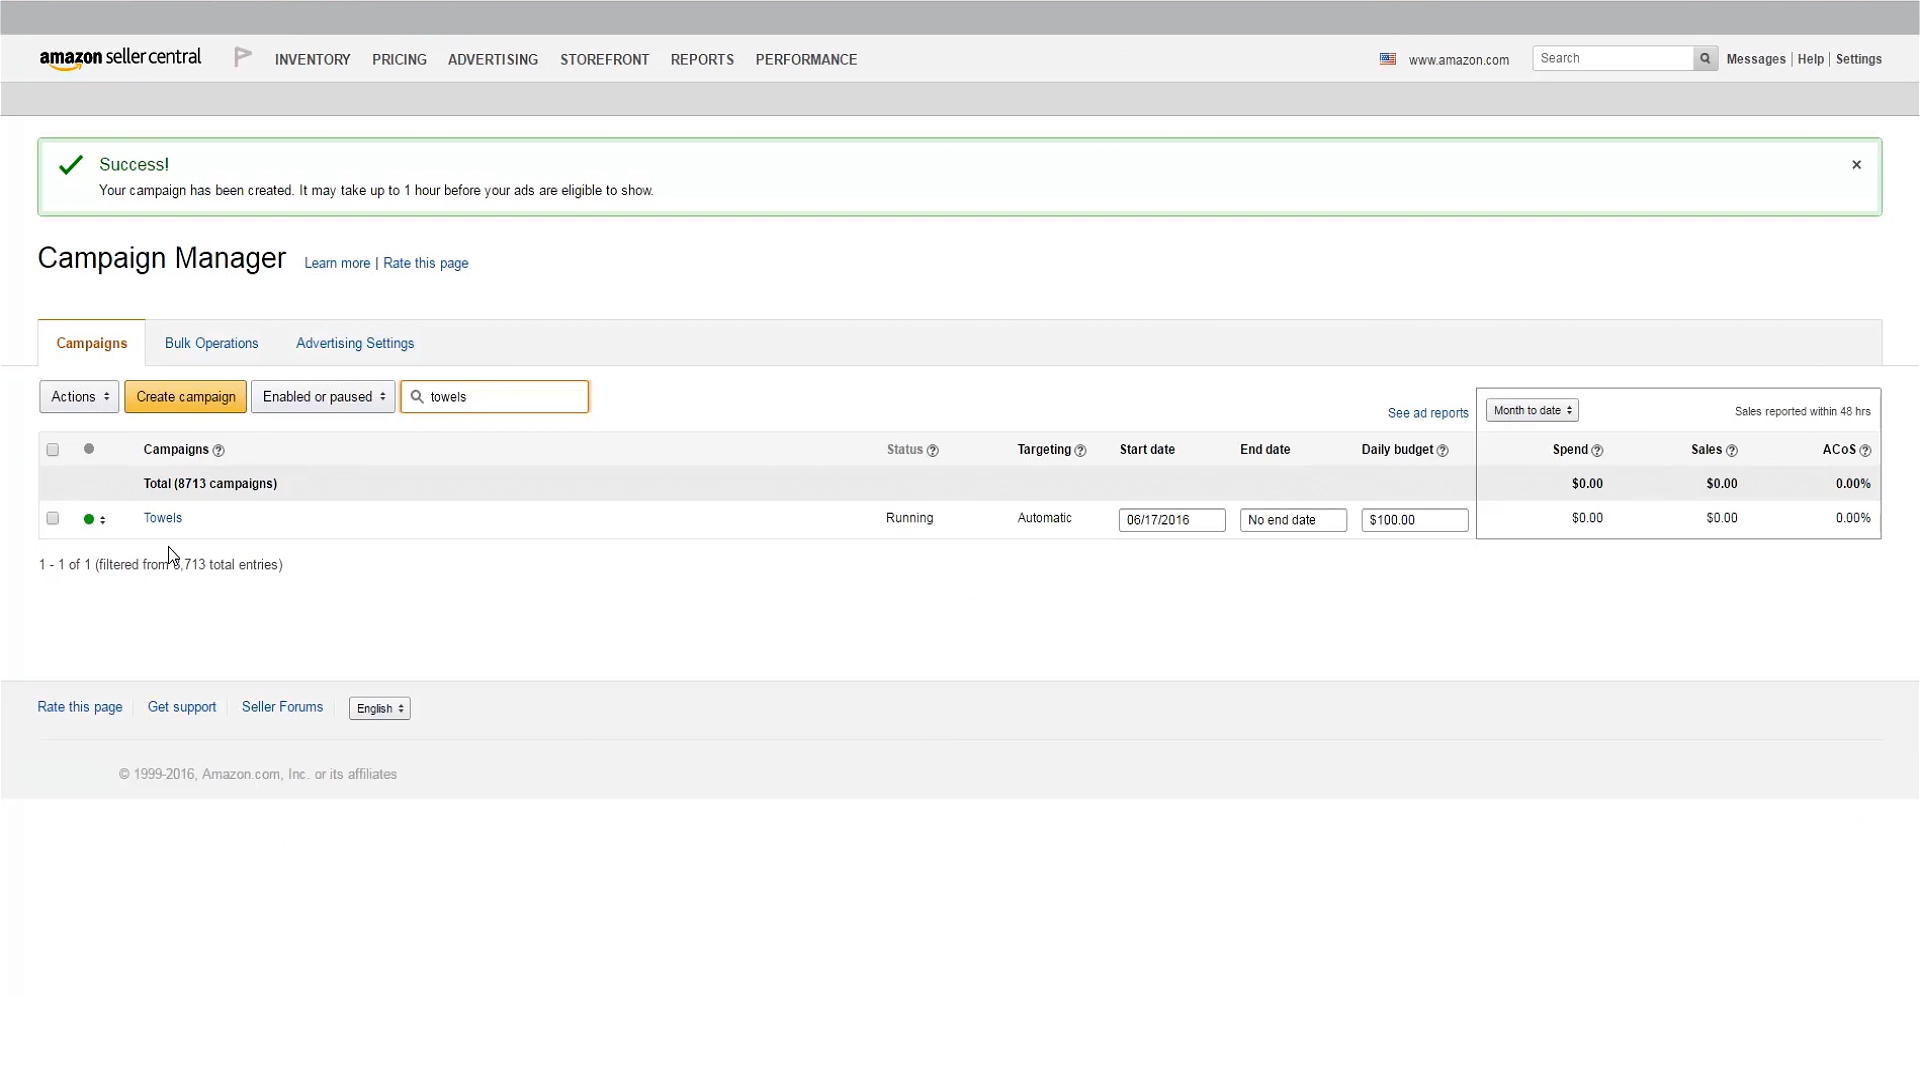 amazon seller central INVENTORY PRICING ADVERTISING STOREFRONT REPORTS PERFORMANCE www.amazon.com Search Messages | Help | Settings
Success!
Your campaign has been created. It may take up to 1 hour before your ads are eligible to show.
Campaign Manager Learn more | Rate this page
Campaigns Bulk Operations Advertising Settings
Actions Create campaign Enabled or paused towels See ad reports Month to date Sales reported within 48 hrs
Campaigns Status Targeting Start date End date Daily budget Spend Sales ACoS
Total (8713 campaigns) $0.00 $0.00 0.00%
Towels Running Automatic 06/17/2016 No end date $100.00 $0.00 $0.00 0.00%
1 - 1 of 1 (filtered from 8,713 total entries)
Rate this page Get support Seller Forums English
© 1999-2016, Amazon.com, Inc. or its affiliates